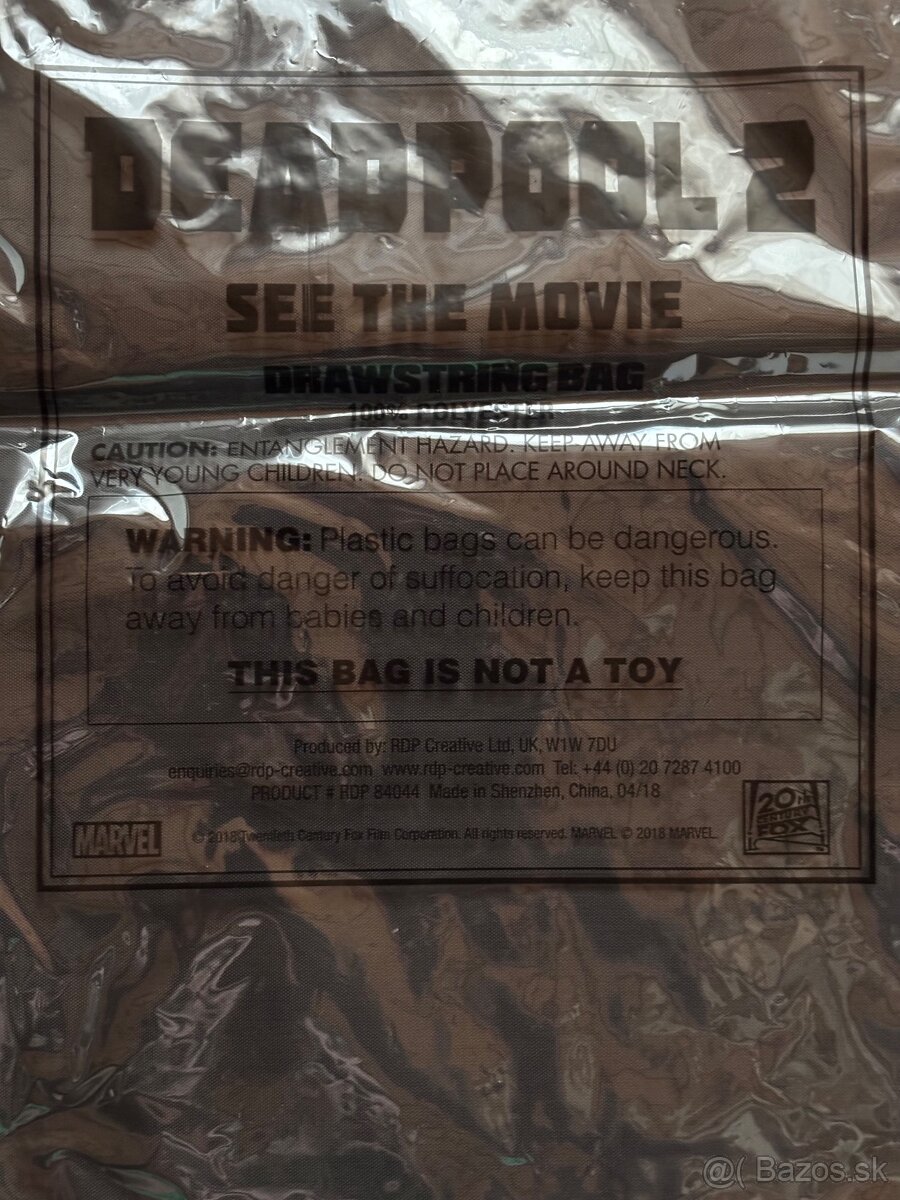 DEADPOOL 2
SEE THE MOVIE
DRAWSTRING BAG
100% POLYESTER
CAUTION: ENTANGLEMENT HAZARD. KEEP AWAY FROM
VERY YOUNG CHILDREN. DO NOT PLACE AROUND NECK.
WARNING: Plastic bags can be dangerous.
To avoid danger of suffocation, keep this bag
away from babies and children.
THIS BAG IS NOT A TOY
Produced by: RDP Creative Ltd, UK, W1W 7DU
enquiries@rdp-creative.com www.rdp-creative.com Tel: +44 (0) 20 7287 4100
PRODUCT # RDP 84044 Made in Shenzhen, China, 04/18
MARVEL
© 2018 Twentieth Century Fox Film Corporation. All rights reserved. MARVEL © 2018 MARVEL.
20TH
CENTURY
FOX
@( Bazos.sk